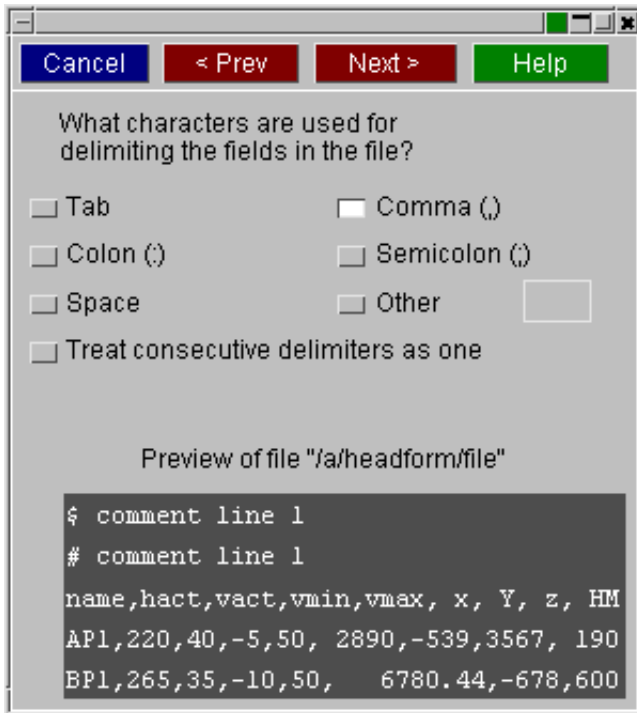 Cancel < Prev Next > Help
What characters are used for
delimiting the fields in the file?
Tab Comma (,)
Colon (:) Semicolon (;)
Space Other
Treat consecutive delimiters as one
Preview of file "/a/headform/file"
$ comment line 1
# comment line 1
name,hact,vact,vmin,vmax, x, Y, z, HM
AP1,220,40,-5,50, 2890,-539,3567, 190
BP1,265,35,-10,50,   6780.44,-678,600